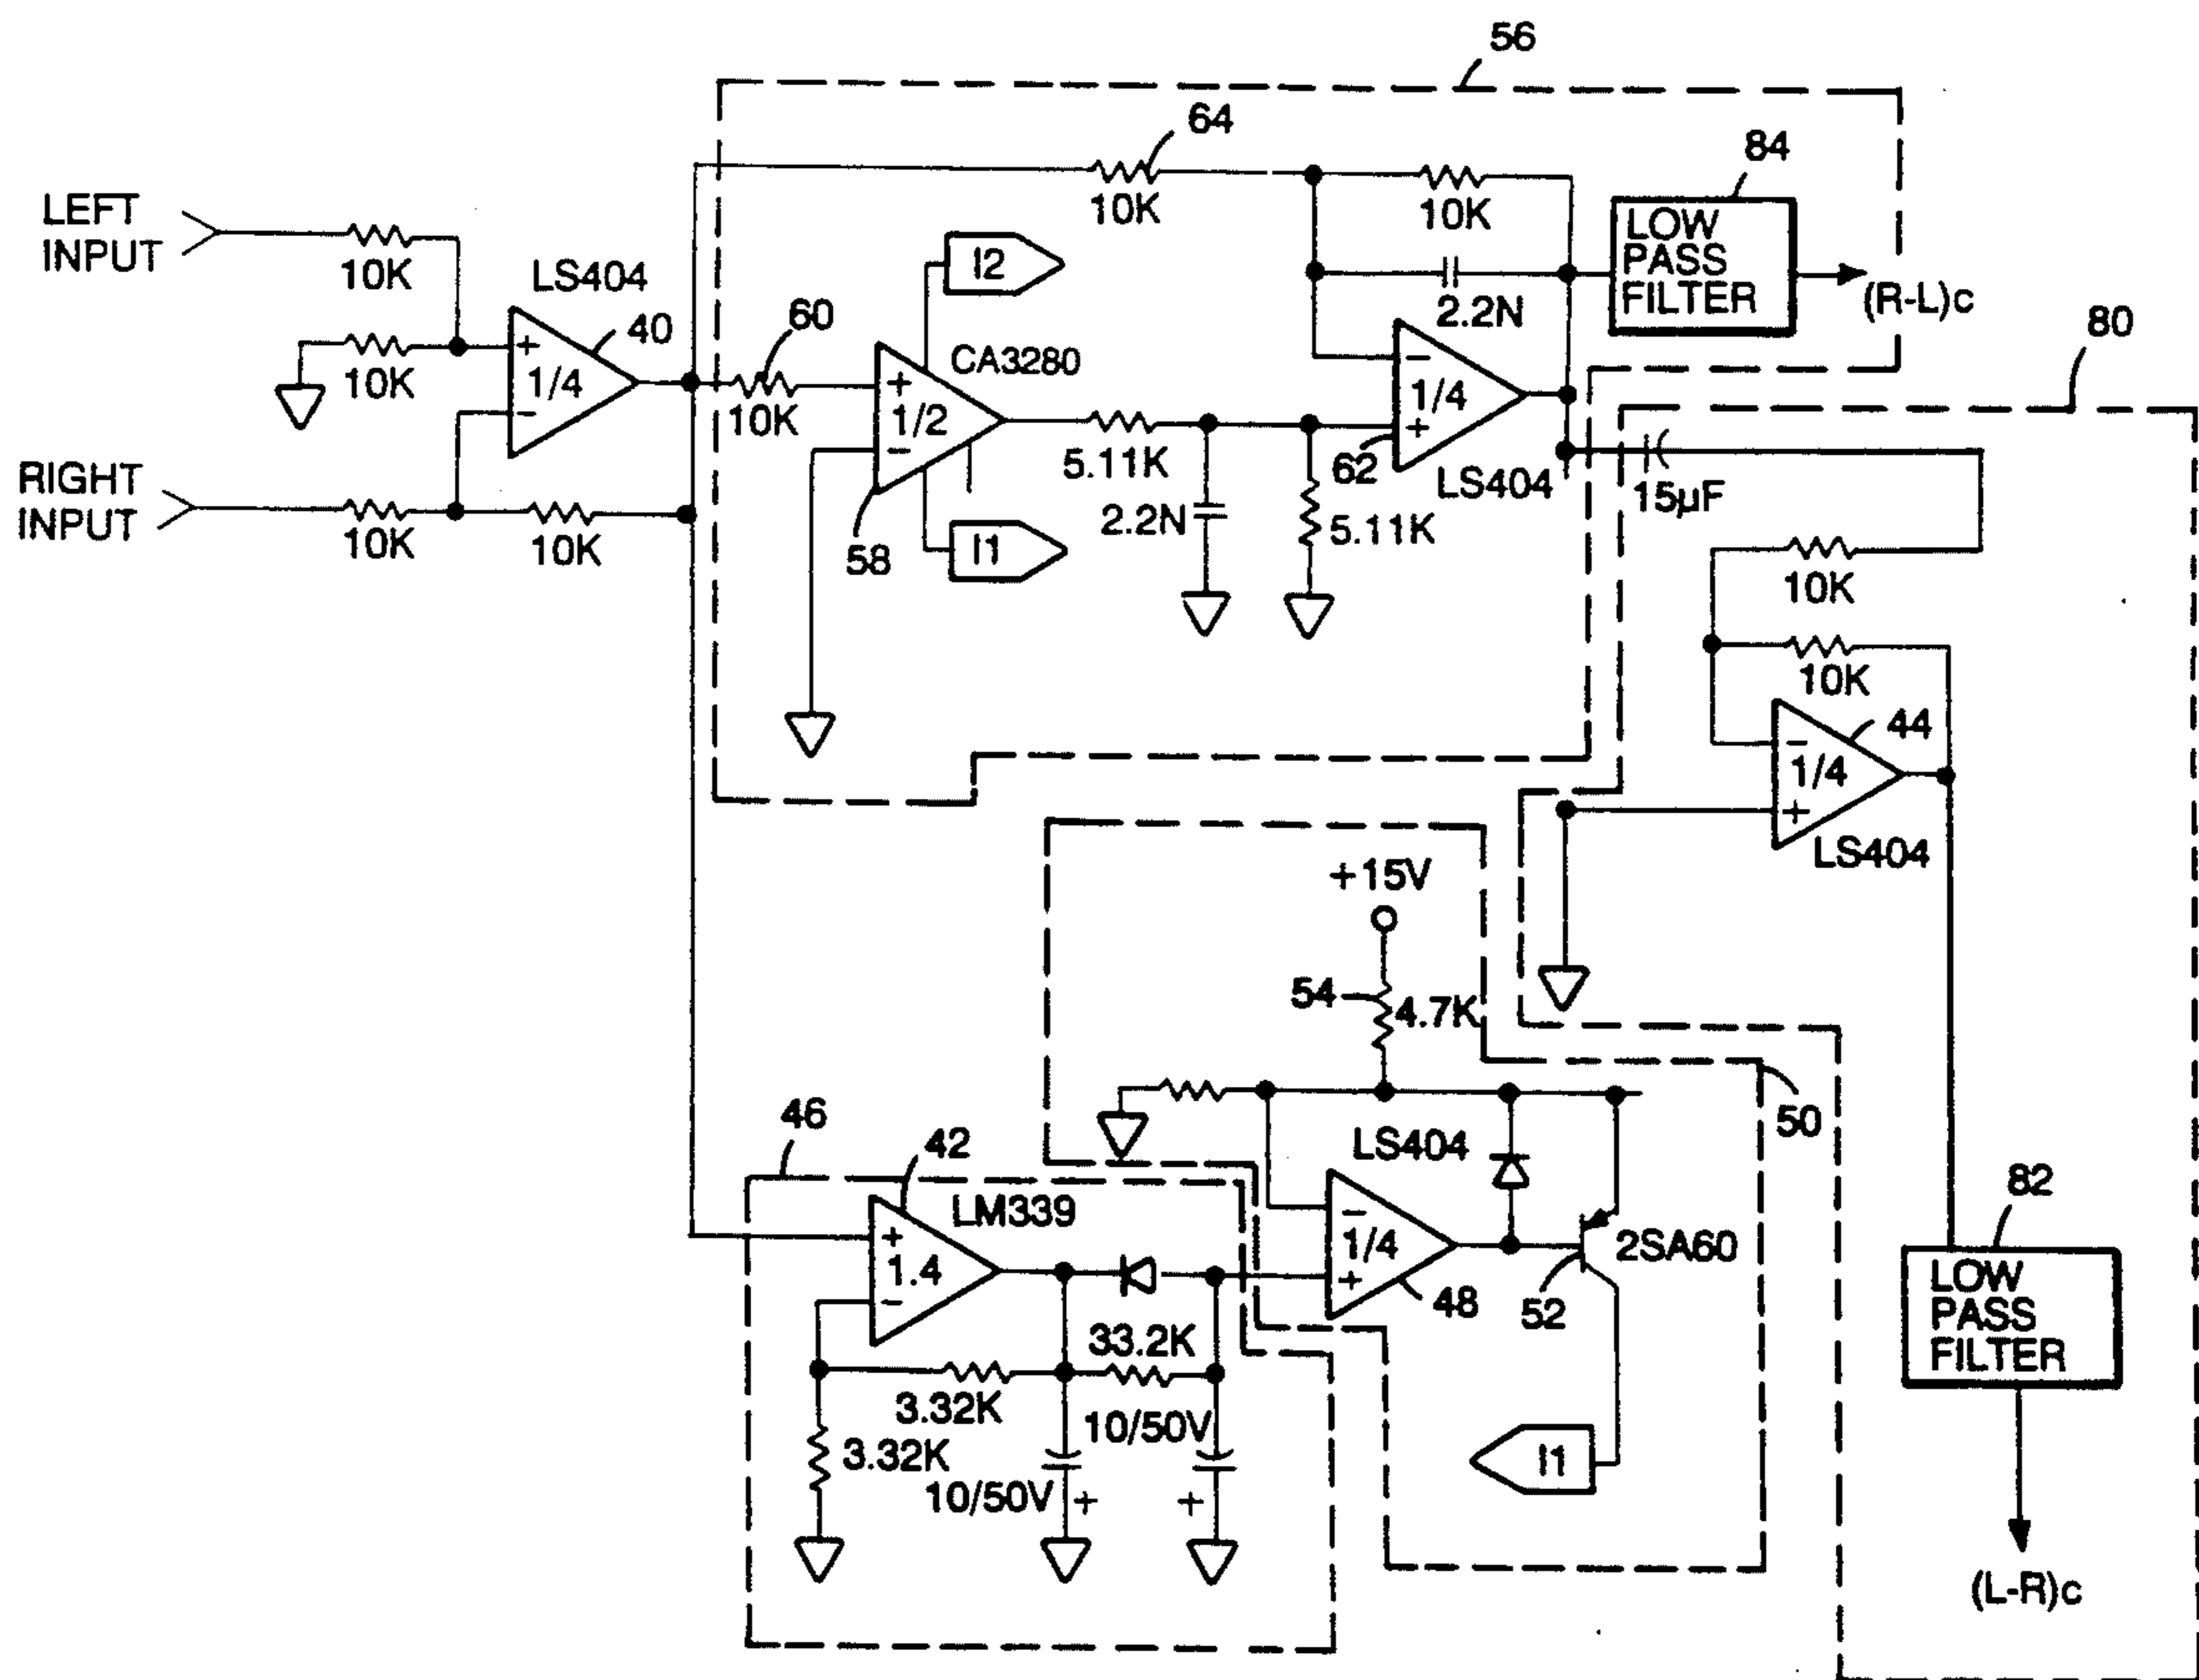 56
64
84
LEFT
INPUT
10K
10K
10K
LS404
40
+
1/4
-
I2
60
10K
CA3280
+
1/2
-
58
I1
LOW
PASS
FILTER
(R-L)c
80
2.2N
-
1/4
+
62
LS404
5.11K
2.2N
5.11K
15µF
RIGHT
INPUT
10K
10K
10K
10K
10K
44
-
1/4
+
LS404
+15V
54
4.7K
50
46
42
LM339
+
1.4
-
LS404
-
1/4
+
48
52
2SA60
33.2K
3.32K
3.32K
10/50V
+
10/50V
+
I1
82
LOW
PASS
FILTER
(L-R)c